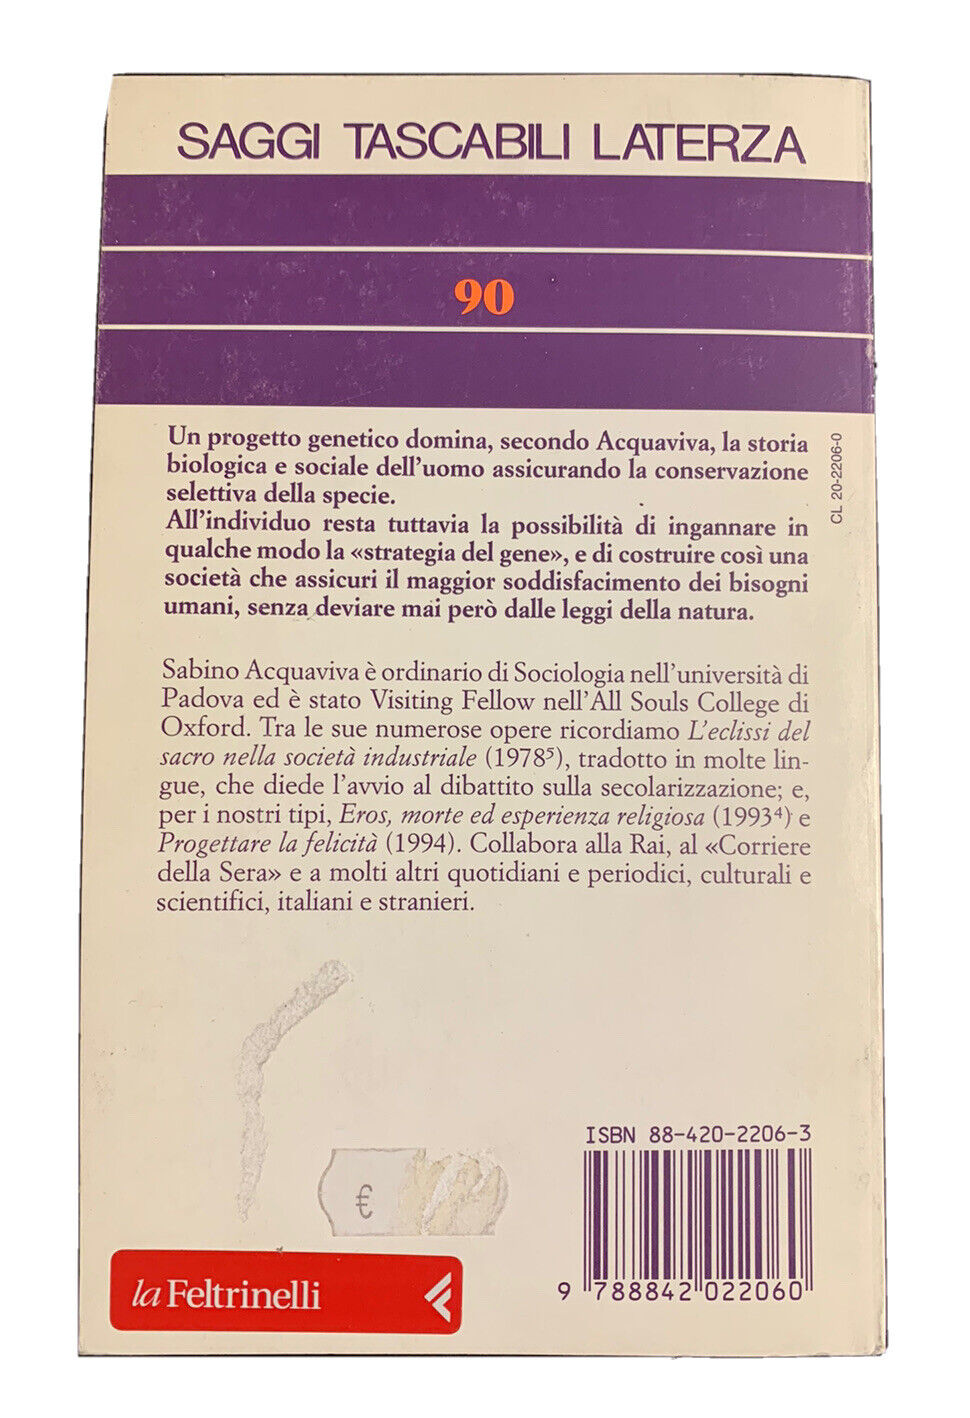 SAGGI TASCABILI LATERZA
90
Un progetto genetico domina, secondo Acquaviva, la storia
biologica e sociale dell'uomo assicurando la conservazione
selettiva della specie.
All'individuo resta tuttavia la possibilità di ingannare in
qualche modo la «strategia del gene», e di costruire così una
società che assicuri il maggior soddisfacimento dei bisogni
umani, senza deviare mai però dalle leggi della natura.
CL 20-2206-0
Sabino Acquaviva è ordinario di Sociologia nell'università di
Padova ed è stato Visiting Fellow nell'All Souls College di
Oxford. Tra le sue numerose opere ricordiamo L'eclissi del
sacro nella società industriale (1978⁵), tradotto in molte lin-
gue, che diede l'avvio al dibattito sulla secolarizzazione; e,
per i nostri tipi, Eros, morte ed esperienza religiosa (1993⁴) e
Progettare la felicità (1994). Collabora alla Rai, al «Corriere
della Sera» e a molti altri quotidiani e periodici, culturali e
scientifici, italiani e stranieri.
ISBN 88-420-2206-3
€
9 788842 022060
la Feltrinelli